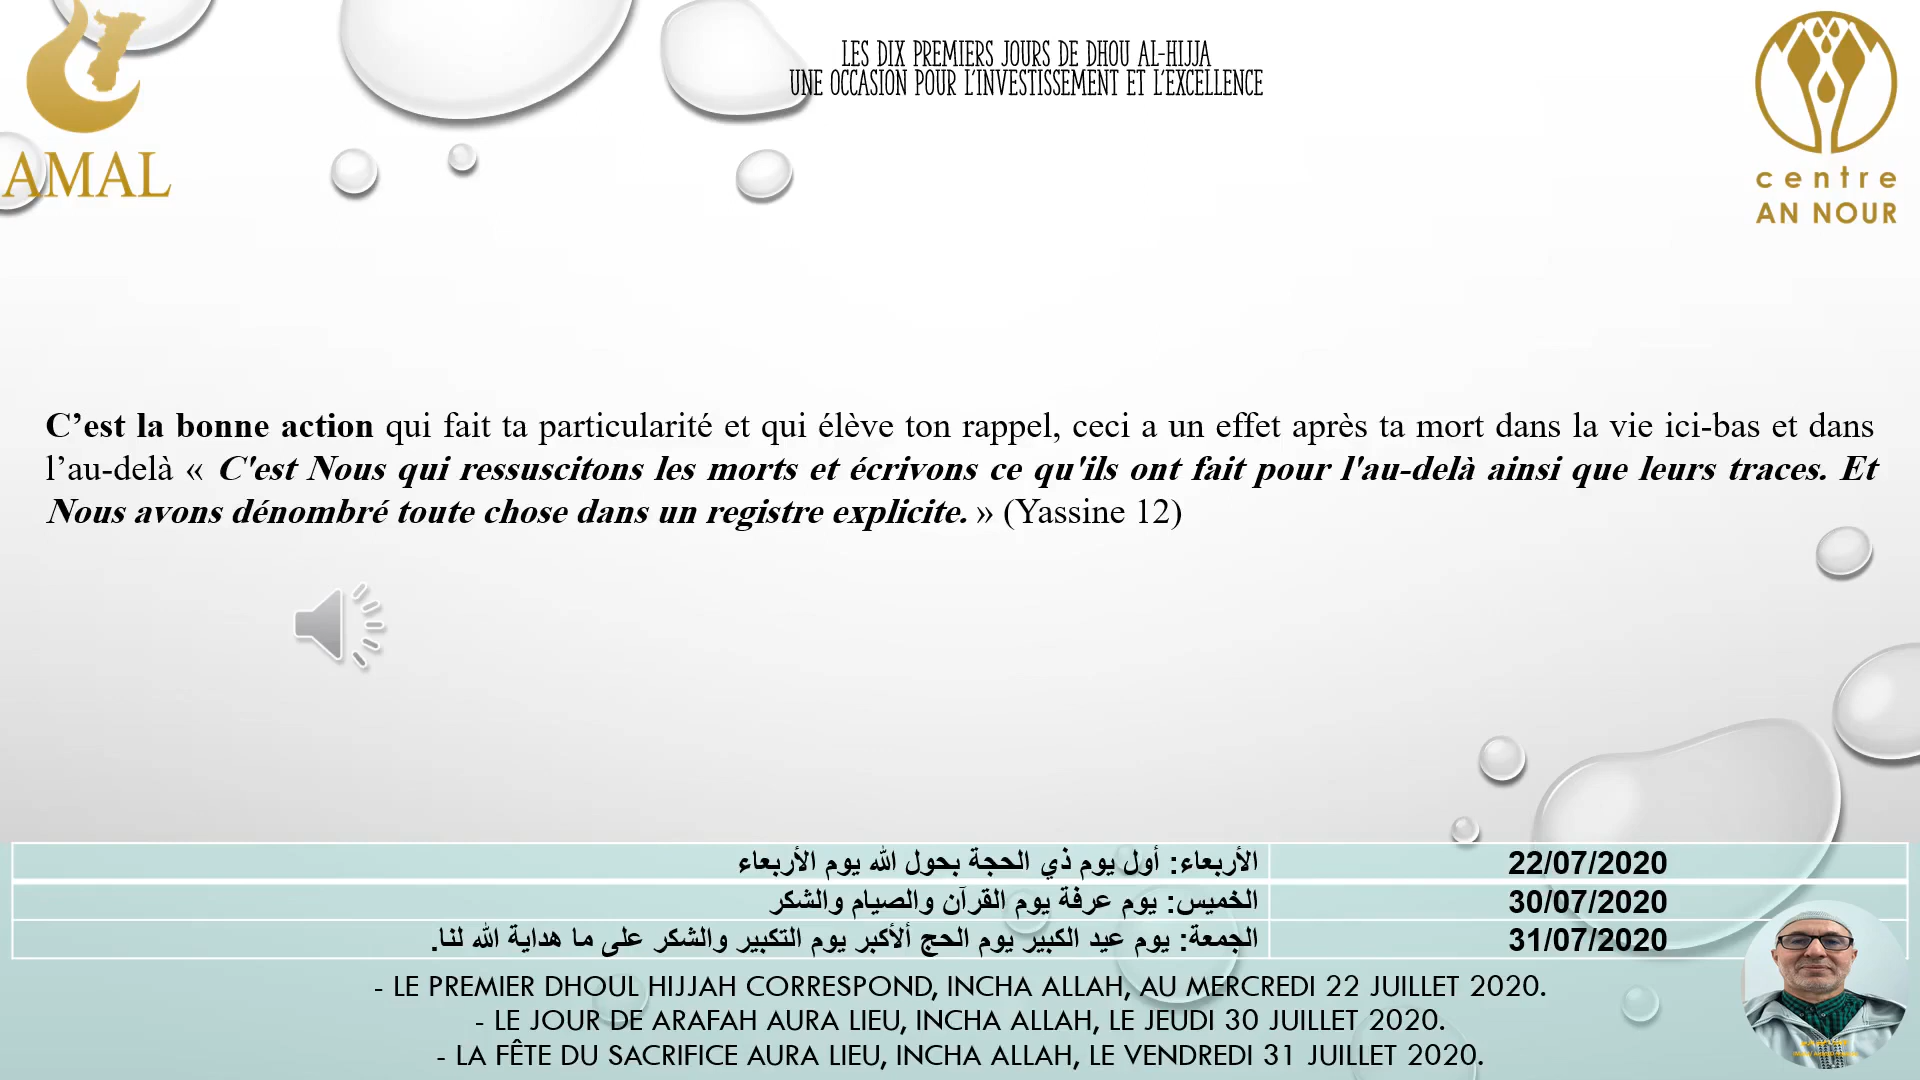 AMAL
LES DIX PREMIERS JOURS DE DHOU AL-HIJJA
UNE OCCASION POUR L'INVESTISSEMENT ET L'EXCELLENCE
centre
AN NOUR
C’est la bonne action qui fait ta particularité et qui élève ton rappel, ceci a un effet après ta mort dans la vie ici-bas et dans
l’au-delà « C'est Nous qui ressuscitons les morts et écrivons ce qu'ils ont fait pour l'au-delà ainsi que leurs traces. Et
Nous avons dénombré toute chose dans un registre explicite. » (Yassine 12)
الأربعاء: أول يوم ذي الحجة بحول الله يوم الأربعاء
22/07/2020
الخميس: يوم عرفة يوم القرآن والصيام والشكر
30/07/2020
الجمعة: يوم عيد الكبير يوم الحج ألأكبر يوم التكبير والشكر على ما هداية الله لنا.
31/07/2020
- LE PREMIER DHOUL HIJJAH CORRESPOND, INCHA ALLAH, AU MERCREDI 22 JUILLET 2020.
- LE JOUR DE ARAFAH AURA LIEU, INCHA ALLAH, LE JEUDI 30 JUILLET 2020.
- LA FÊTE DU SACRIFICE AURA LIEU, INCHA ALLAH, LE VENDREDI 31 JUILLET 2020.